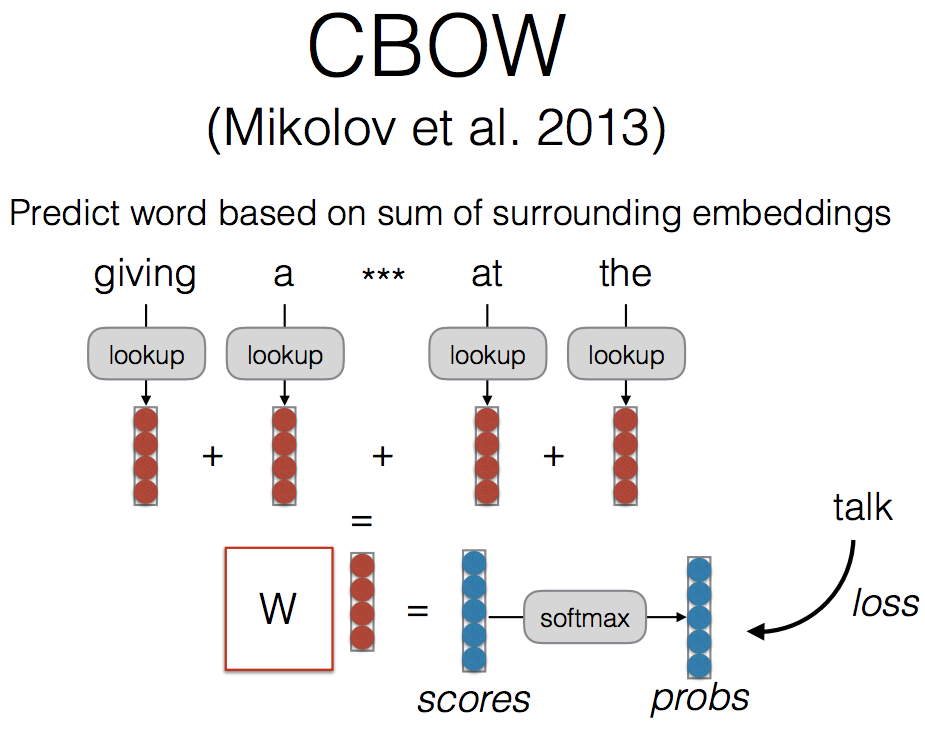 CBOW
(Mikolov et al. 2013)
Predict word based on sum of surrounding embeddings
giving a *** at the
lookup lookup lookup lookup
+ + +
=
talk
W = softmax
loss
scores probs